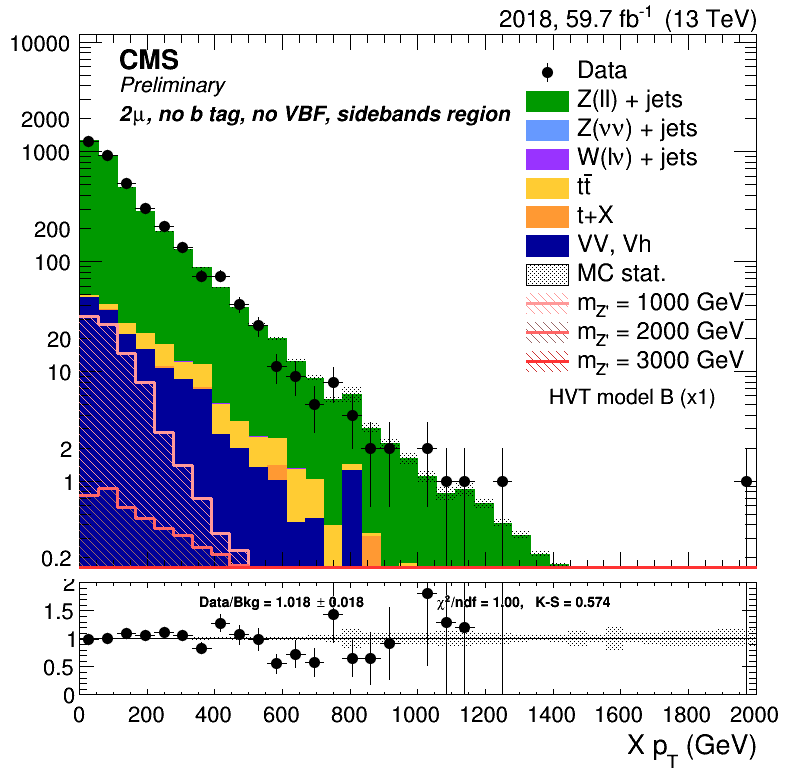 2018, 59.7 fb⁻¹ (13 TeV)
CMS
Preliminary
2μ, no b tag, no VBF, sidebands region
Data
Z(ll) + jets
Z(νν) + jets
W(lν) + jets
tt̄
t+X
VV, Vh
MC stat.
m_Z' = 1000 GeV
m_Z' = 2000 GeV
m_Z' = 3000 GeV
HVT model B (x1)
10000
2000
1000
200
100
20
10
2
1
0.2
Data/Bkg = 1.018 ± 0.018
χ²/ndf = 1.00, K-S = 0.574
2
1.5
1
0.5
0
0 200 400 600 800 1000 1200 1400 1600 1800 2000
X p_T (GeV)